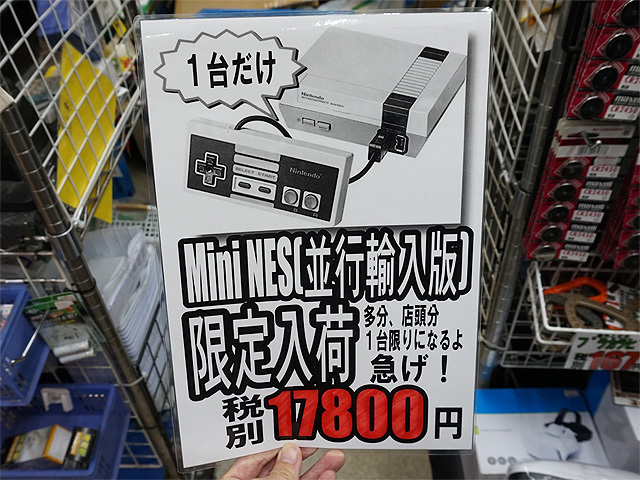 1台だけ
Nintendo
SELECT START
Nintendo
Mini NES(並行輸入版)
限定入荷
多分、店頭分
1台限りになるよ
急げ!
税別17800円
maxell